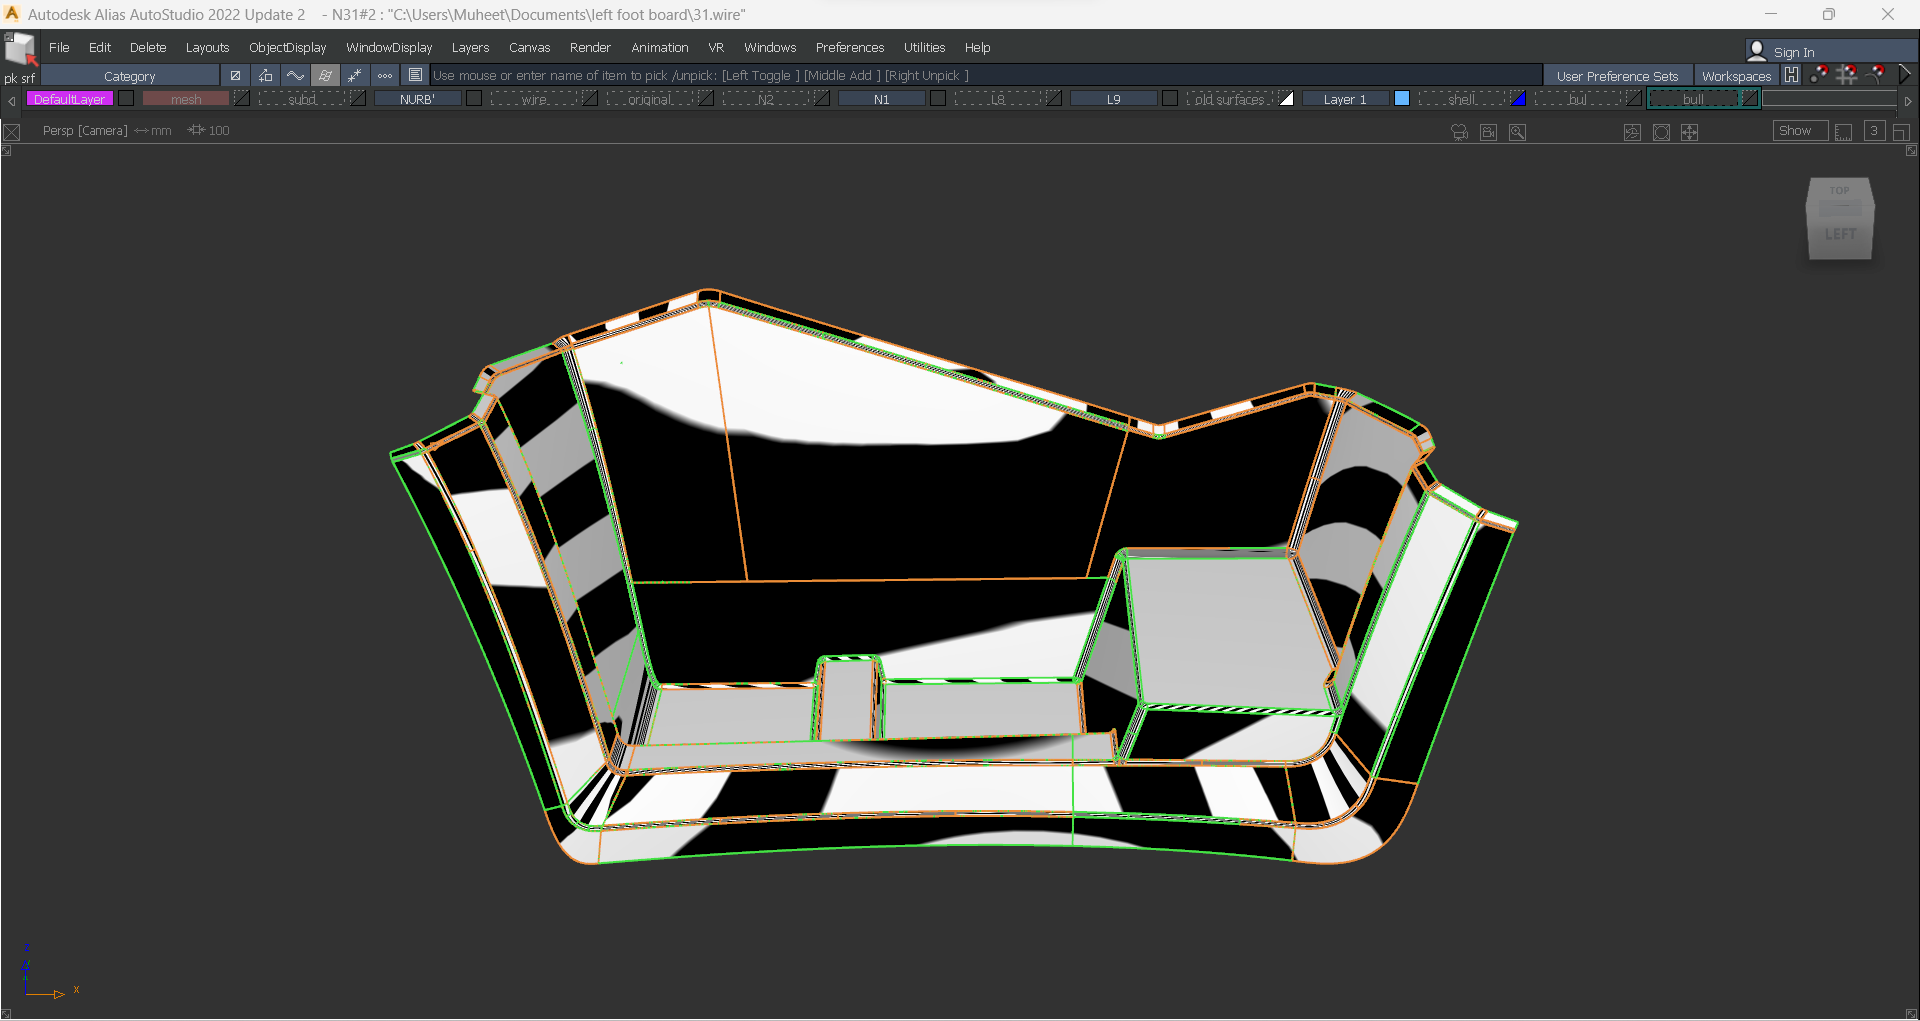 Autodesk Alias AutoStudio 2022 Update 2 - N31#2 : "C:\Users\Muheet\Documents\left foot board\31.wire"
File Edit Delete Layouts ObjectDisplay WindowDisplay Layers Canvas Render Animation VR Windows Preferences Utilities Help
Sign In
pk srf
Category
Use mouse or enter name of item to pick /unpick: [Left Toggle ] [Middle Add ] [Right Unpick ]
User Preference Sets Workspaces
DefaultLayer mesh subd NURB' wire original N2 N1 L8 L9 old surfaces Layer 1 shell bul bull
Persp [Camera] mm 100
Show 3
TOP
LEFT
z
x